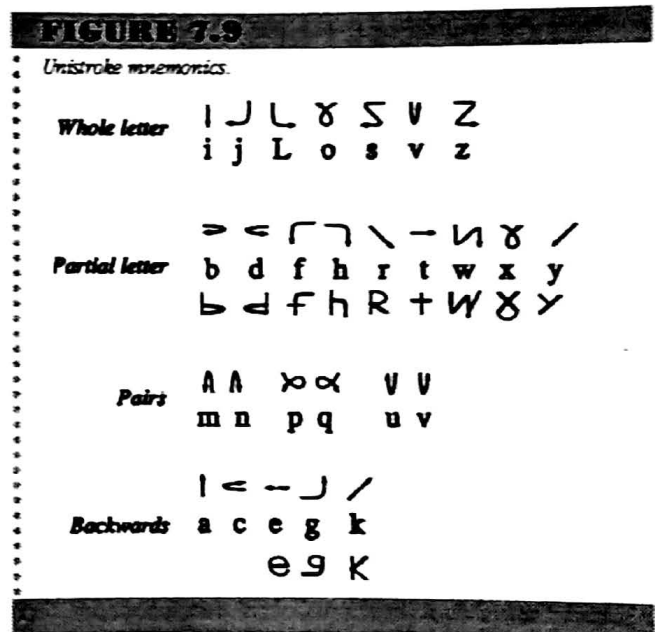 FIGURE 7.9
Unistroke mnemonics.
Whole letter
i j L o s v z
Partial letter
b d f h r t w x y
b d f h R t W X Y
Pairs
m n p q u v
Backwards
a c e g k
e g K